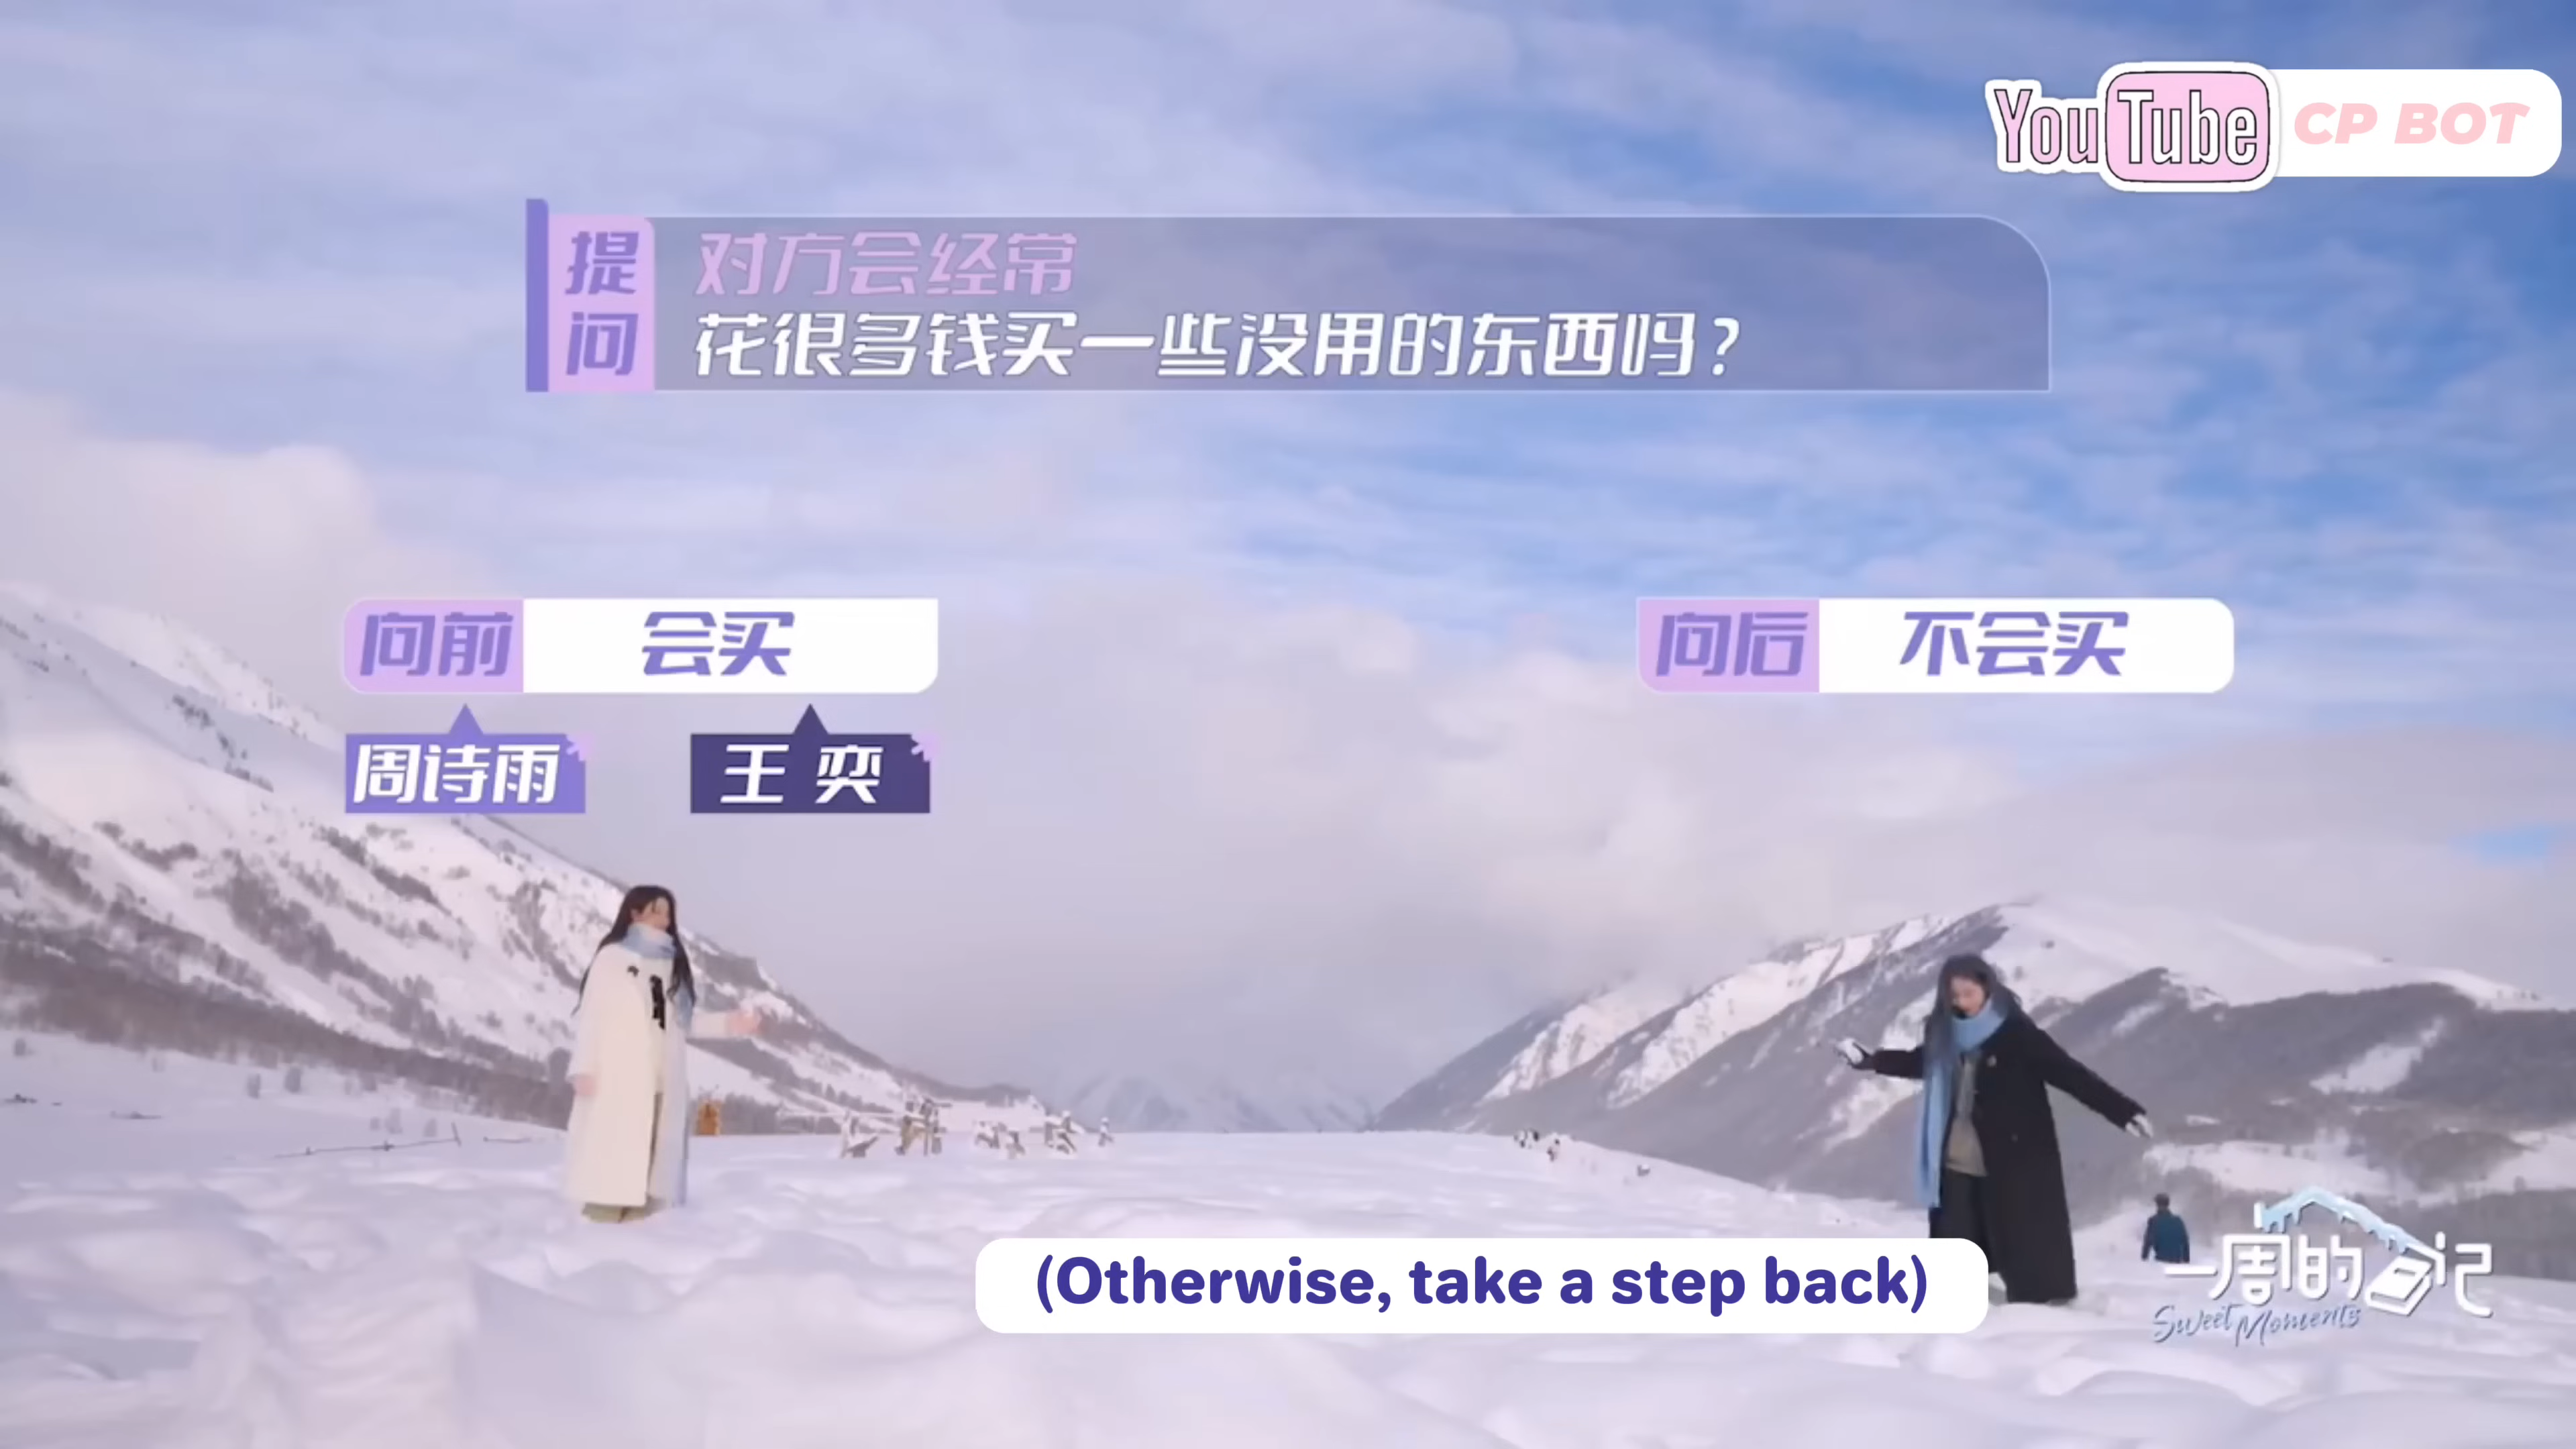 YouTube CP BOT
提问
对方会经常
花很多钱买一些没用的东西吗？
向前 会买
向后 不会买
周诗雨
王奕
(Otherwise, take a step back)
一周的日记
Sweet Moments